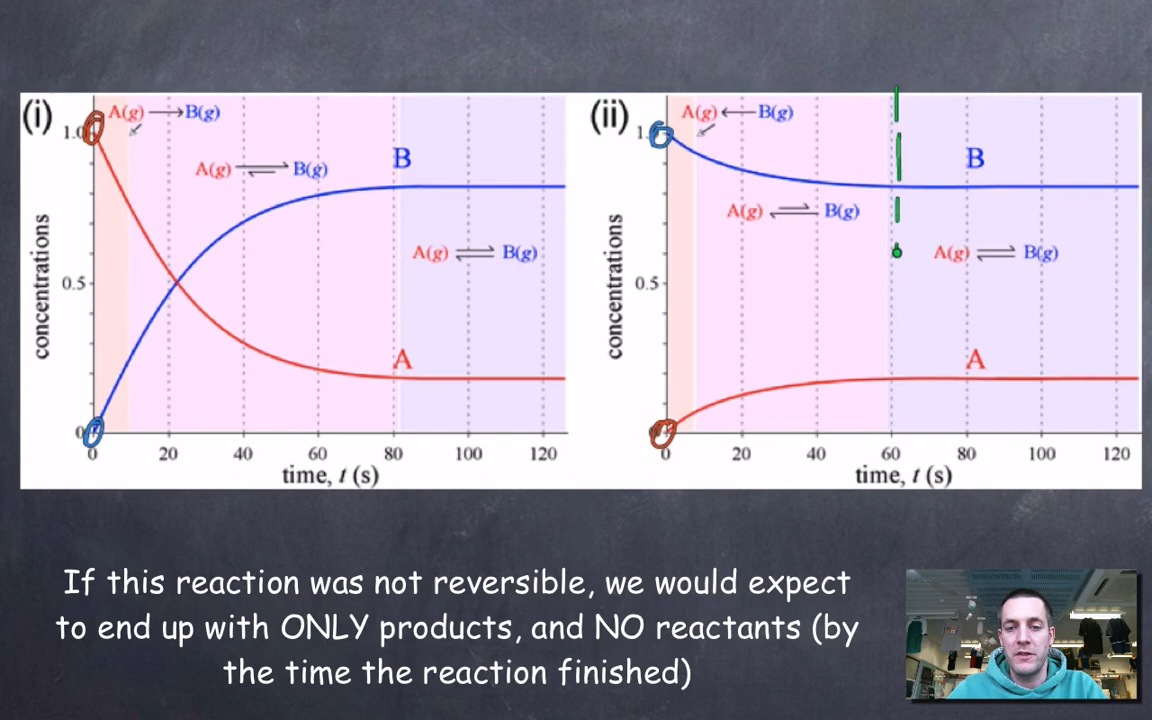 (i)
A(g) ⟶ B(g)
1.0
A(g) ⇌ B(g)
B
A(g) ⇌ B(g)
0.5
A
0
concentrations
0 20 40 60 80 100 120
time, t (s)
(ii)
A(g) ⟵ B(g)
1.
B
A(g) ⇌ B(g)
A(g) ⇌ B(g)
0.5
A
concentrations
0 20 40 60 80 100 120
time, t (s)
If this reaction was not reversible, we would expect
to end up with ONLY products, and NO reactants (by
the time the reaction finished)